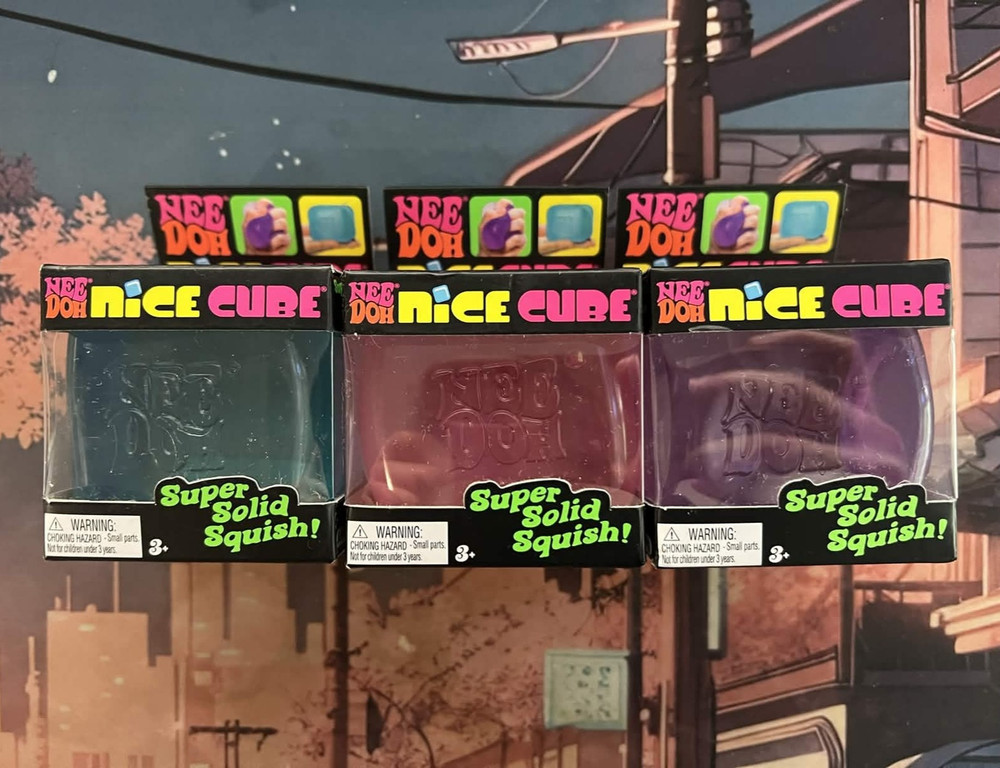 NEE
DOH
NEE
DOH
NEE
DOH
NEE DOH NICE CUBE
NEE DOH NICE CUBE
NEE DOH NICE CUBE
NEE
DOH
NEE
DOH
NEE
DOH
Super
Solid
Squish!
WARNING:
CHOKING HAZARD - Small parts.
Not for children under 3 years.
3+
Super
Solid
Squish!
WARNING:
CHOKING HAZARD - Small parts.
Not for children under 3 years.
3+
Super
Solid
Squish!
WARNING:
CHOKING HAZARD - Small parts.
Not for children under 3 years.
3+